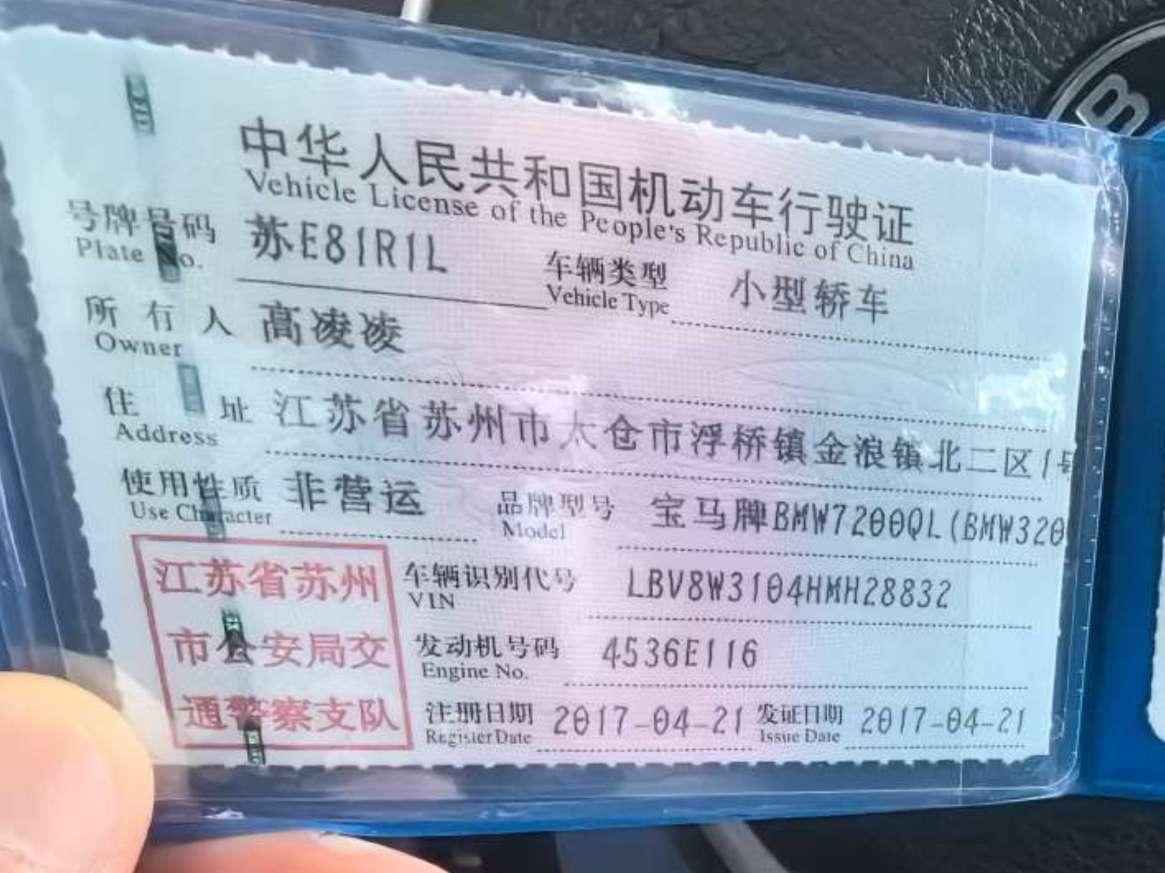 中华人民共和国机动车行驶证
Vehicle License of the People's Republic of China
号牌号码 苏E81R1L 车辆类型 小型轿车
Plate No. Vehicle Type
所有人 高凌凌
Owner
住址 江苏省苏州市太仓市浮桥镇金浪镇北二区1号
Address
使用性质 非营运 品牌型号 宝马牌BMW7200QL(BMW320
Use Character Model
江苏省苏州
市公安局交
通警察支队
车辆识别代号 LBV8W3104HMH28832
VIN
发动机号码 4536E116
Engine No.
注册日期 2017-04-21 发证日期 2017-04-21
Register Date Issue Date
B